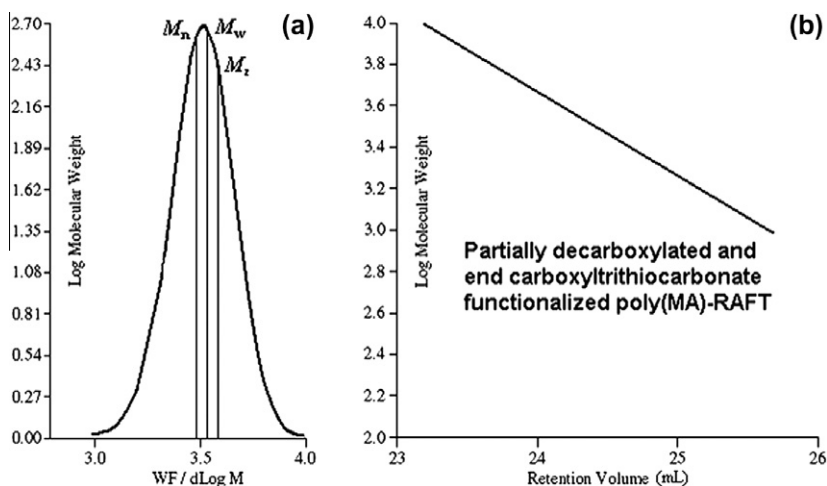 (a)
M_n
M_w
M_z
2.70
2.43
2.16
1.89
1.62
1.35
1.08
0.81
0.54
0.27
0.00
Log Molecular Weight
3.0
3.5
4.0
WF / dLog M
(b)
4.0
3.8
3.6
3.4
3.2
3.0
2.8
2.6
2.4
2.2
2.0
Log Molecular Weight
Partially decarboxylated and
end carboxyltrithiocarbonate
functionalized poly(MA)-RAFT
23
24
25
26
Retention Volume (mL)